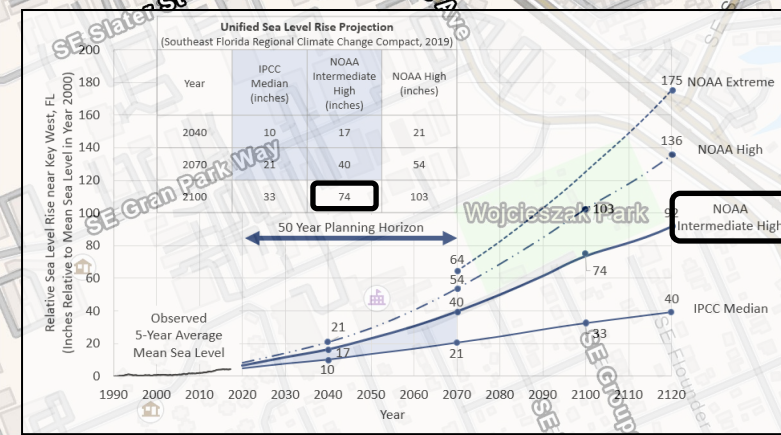 SE Slater St
Ave
SE S
Unified Sea Level Rise Projection
(Southeast Florida Regional Climate Change Compact, 2019)
Year
IPCC
Median
(inches)
NOAA
Intermediate
High
(inches)
NOAA High
(inches)
2040 10 17 21
2070 21 40 54
2100 33 74 103
SE Gran Park Way
Wojcieszak Park
SE Flounder
SE Group
SE
Relative Sea Level Rise near Key West, FL
(Inches Relative to Mean Sea Level in Year 2000)
200
180
160
140
120
100
80
60
40
20
0
50 Year Planning Horizon
Observed
5-Year Average
Mean Sea Level
175 NOAA Extreme
136
NOAA High
103
92
NOAA
Intermediate High
74
64
54
40
40
IPCC Median
33
21
21
17
10
1990 2000 2010 2020 2030 2040 2050 2060 2070 2080 2090 2100 2110 2120
Year